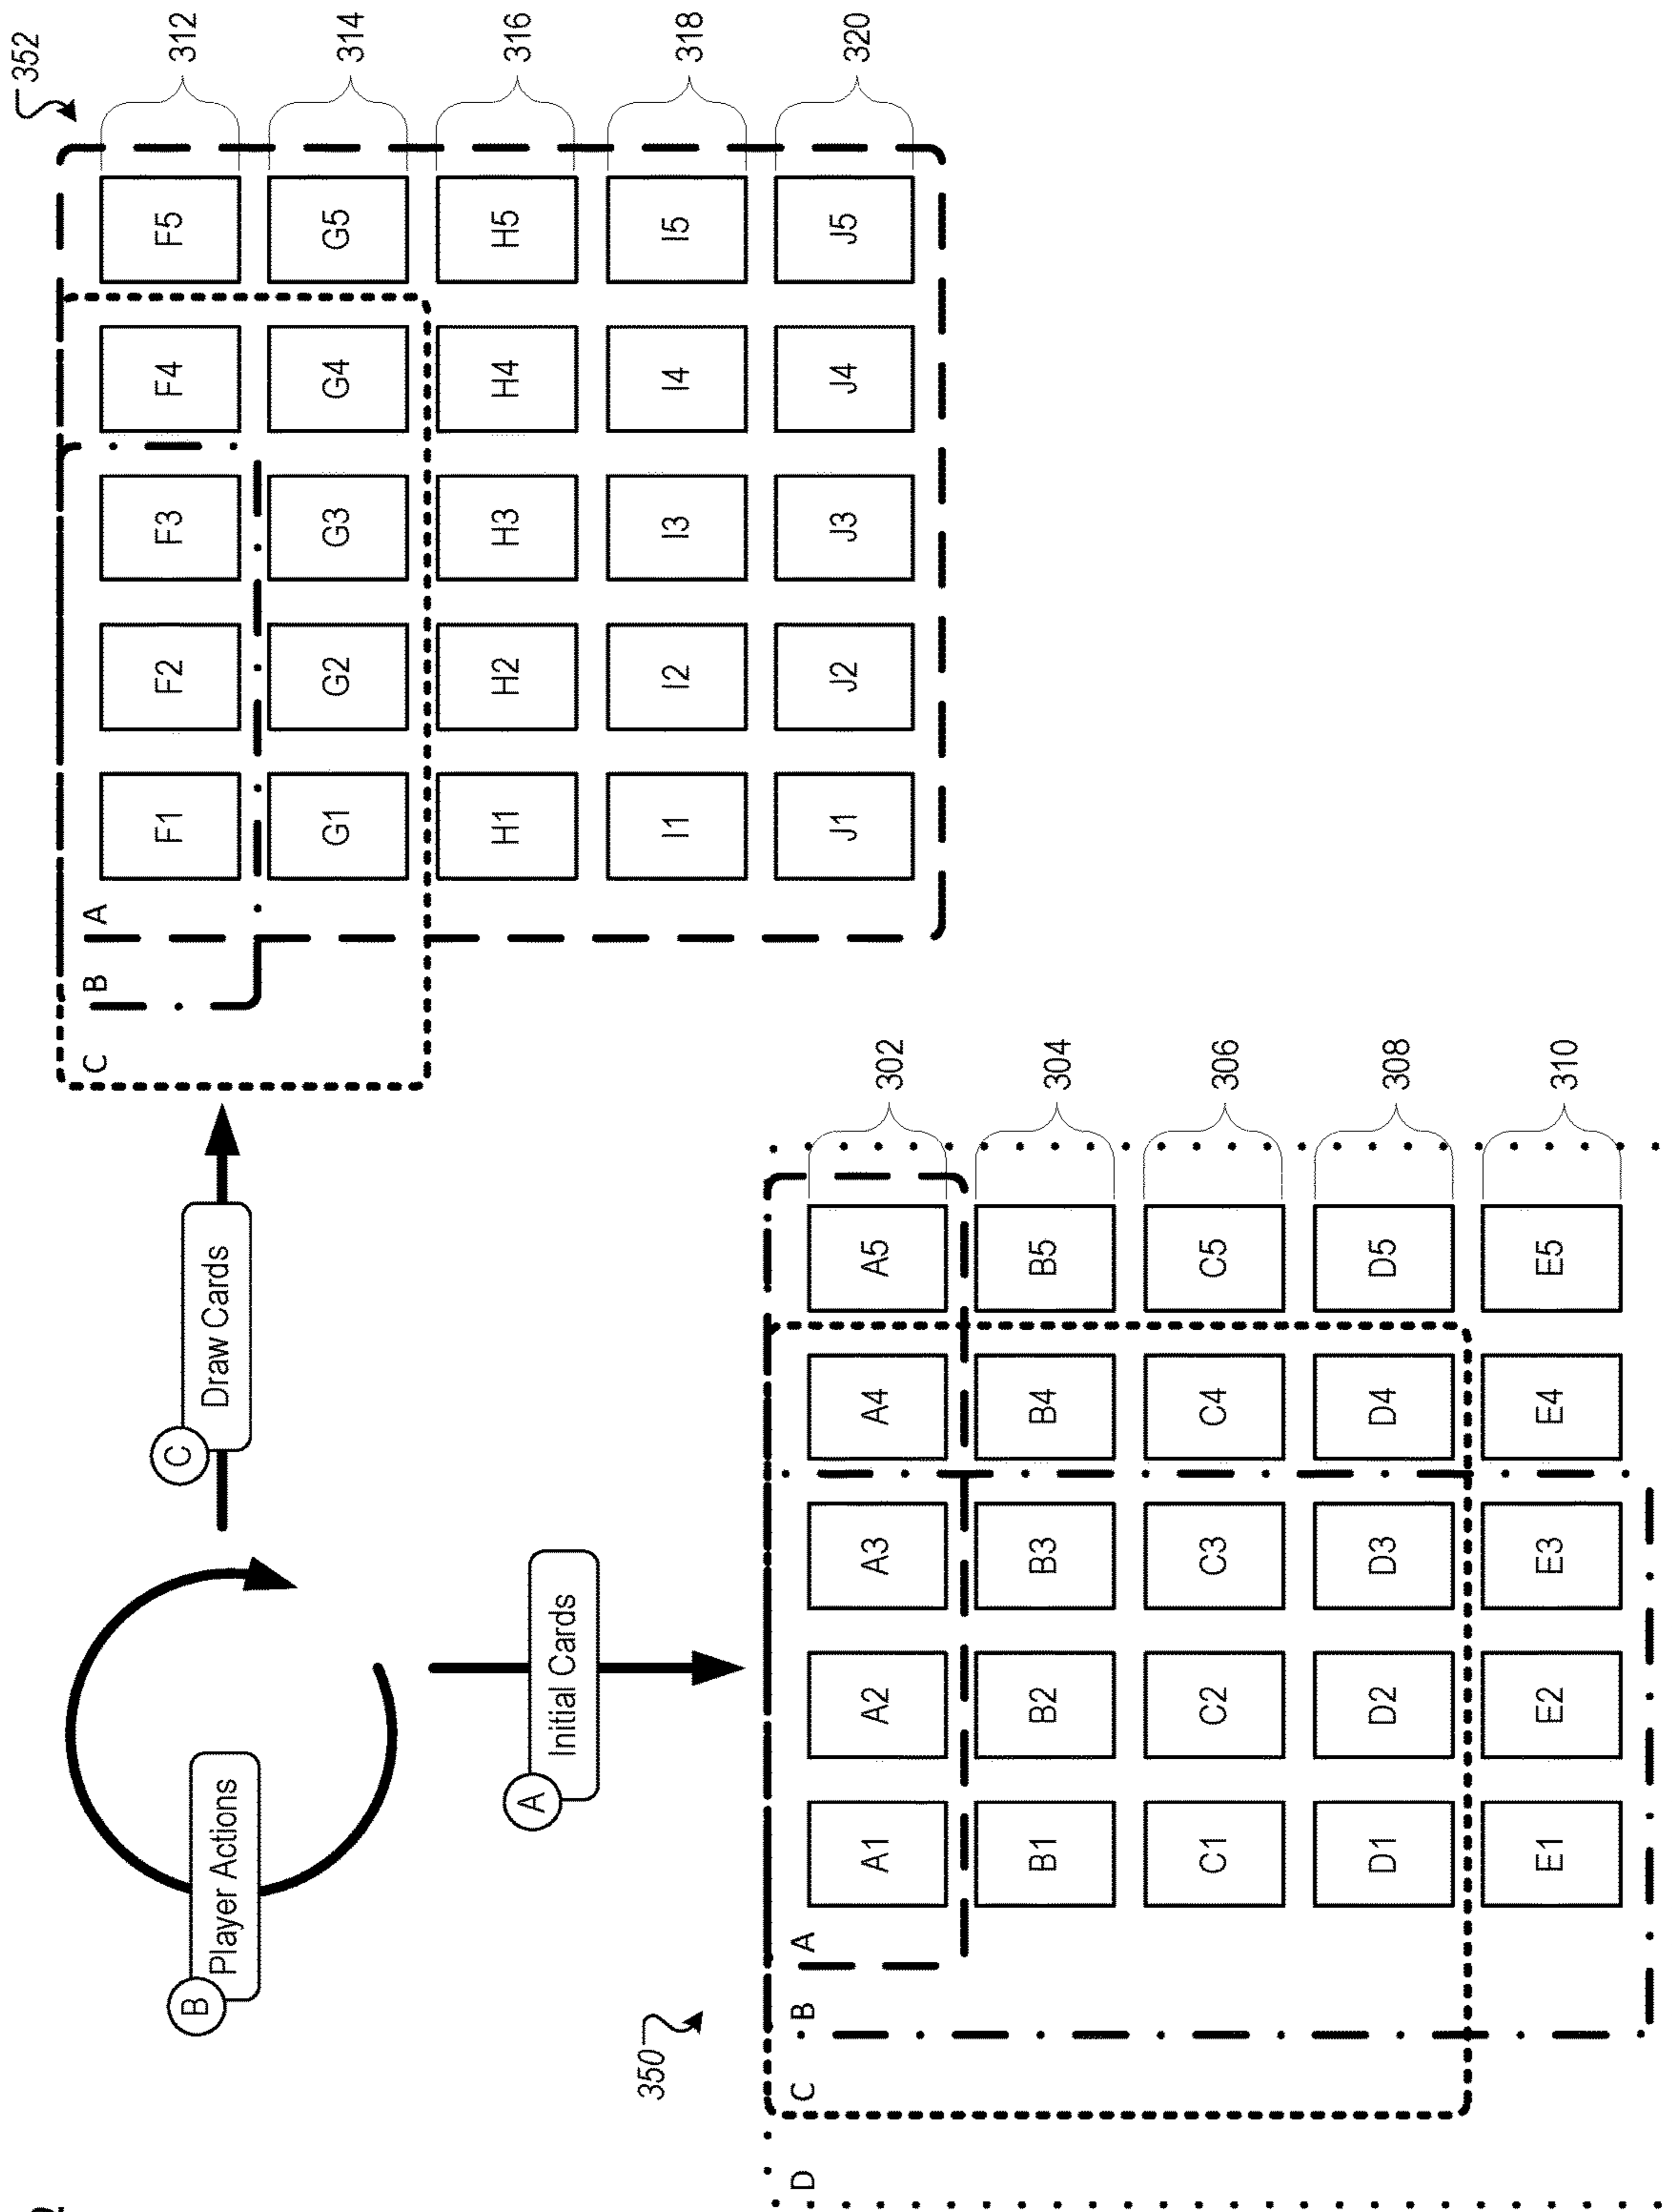 B Player Actions
C Draw Cards
A Initial Cards
352
C B A
F1 F2 F3 F4 F5 312
G1 G2 G3 G4 G5 314
H1 H2 H3 H4 H5 316
I1 I2 I3 I4 I5 318
J1 J2 J3 J4 J5 320
350
D C B A
A1 A2 A3 A4 A5 302
B1 B2 B3 B4 B5 304
C1 C2 C3 C4 C5 306
D1 D2 D3 D4 D5 308
E1 E2 E3 E4 E5 310